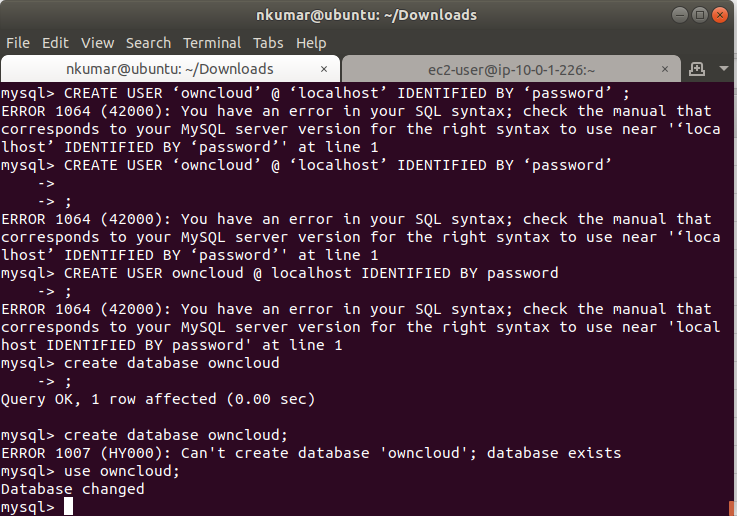 nkumar@ubuntu: ~/Downloads
File Edit View Search Terminal Tabs Help
nkumar@ubuntu: ~/Downloads × ec2-user@ip-10-0-1-226:~ ×
mysql> CREATE USER ‘owncloud’ @ ‘localhost’ IDENTIFIED BY ‘password’ ;
ERROR 1064 (42000): You have an error in your SQL syntax; check the manual that
corresponds to your MySQL server version for the right syntax to use near '‘loca
lhost’ IDENTIFIED BY ‘password’' at line 1
mysql> CREATE USER ‘owncloud’ @ ‘localhost’ IDENTIFIED BY ‘password’
->
-> ;
ERROR 1064 (42000): You have an error in your SQL syntax; check the manual that
corresponds to your MySQL server version for the right syntax to use near '‘loca
lhost’ IDENTIFIED BY ‘password’' at line 1
mysql> CREATE USER owncloud @ localhost IDENTIFIED BY password
-> ;
ERROR 1064 (42000): You have an error in your SQL syntax; check the manual that
corresponds to your MySQL server version for the right syntax to use near 'local
host IDENTIFIED BY password' at line 1
mysql> create database owncloud
-> ;
Query OK, 1 row affected (0.00 sec)
mysql> create database owncloud;
ERROR 1007 (HY000): Can't create database 'owncloud'; database exists
mysql> use owncloud;
Database changed
mysql>